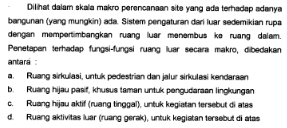 Dilihat dalam skala makro perencanaan site yang ada terhadap adanya
bangunan (yang mungkin) ada. Sistem pengaturan dari luar sedemikian rupa
dengan mempertimbangkan ruang luar menembus ke ruang dalam.
Penetapan terhadap fungsi-fungsi ruang luar secara makro, dibedakan
antara :
a. Ruang sirkulasi, untuk pedestrian dan jalur sirkulasi kendaraan
b. Ruang hijau pasif, khusus taman untuk pengudaraan lingkungan
c. Ruang hijau aktif (ruang tinggal), untuk kegiatan tersebut di atas
d. Ruang aktivitas luar (ruang gerak), untuk kegiatan tersebut di atas